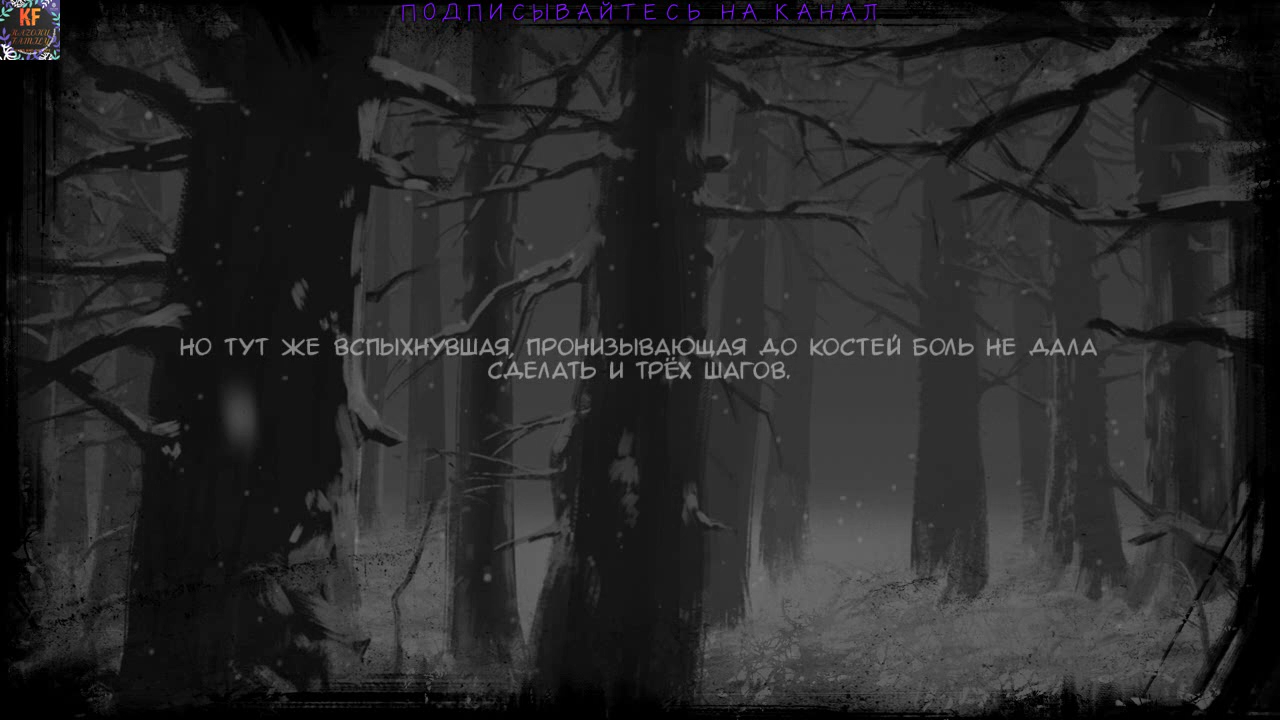 ПОДПИСЫВАЙТЕСЬ НА КАНАЛ
KF
НО ТУТ ЖЕ ВСПЫХНУВШАЯ, ПРОНИЗЫВАЮЩАЯ ДО КОСТЕЙ БОЛЬ НЕ ДАЛА
СДЕЛАТЬ И ТРЁХ ШАГОВ.